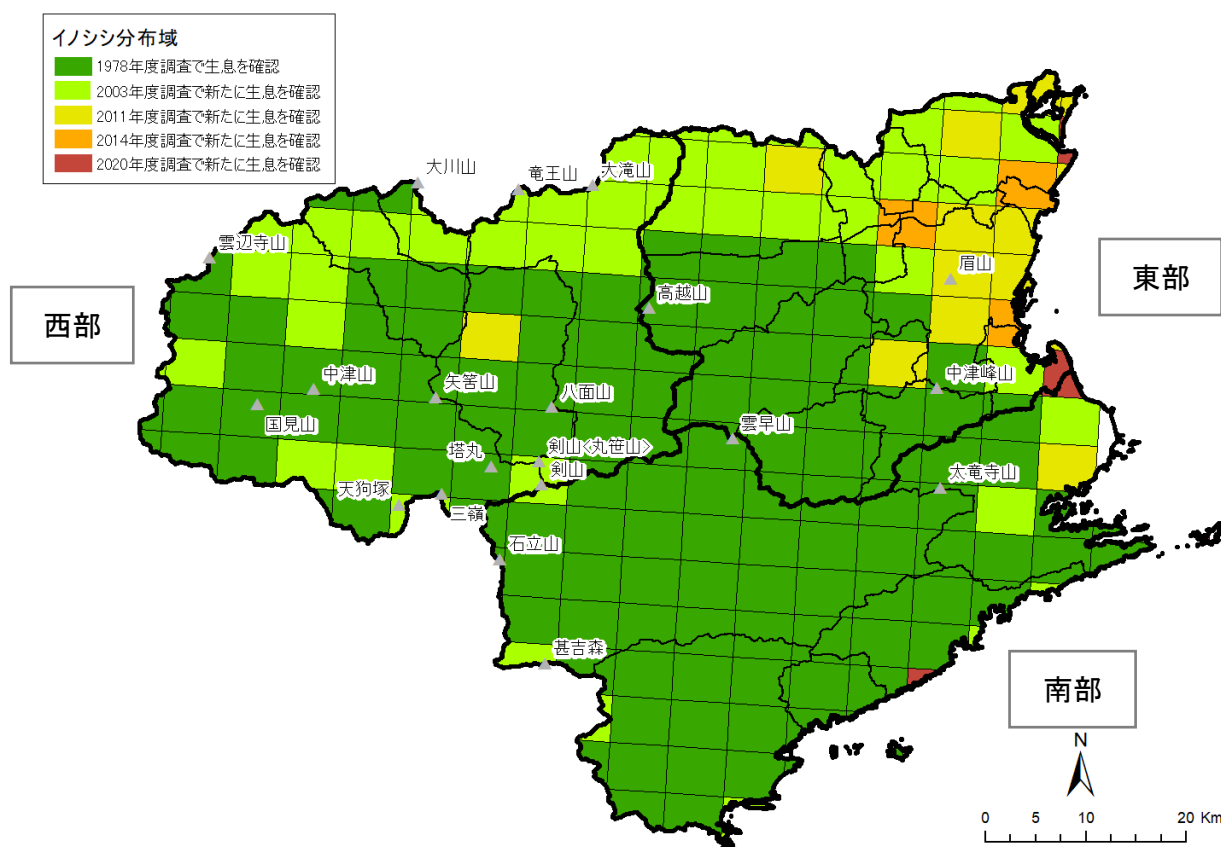 イノシシ分布域
1978年度調査で生息を確認
2003年度調査で新たに生息を確認
2011年度調査で新たに生息を確認
2014年度調査で新たに生息を確認
2020年度調査で新たに生息を確認
大川山
竜王山
大滝山
雲辺寺山
眉山
東部
西部
高越山
中津山
矢筈山
八面山
中津峰山
国見山
雲早山
塔丸
剣山<丸笹山>
剣山
太竜寺山
天狗塚
三嶺
石立山
甚吉森
南部
N
0 5 10 20 Km